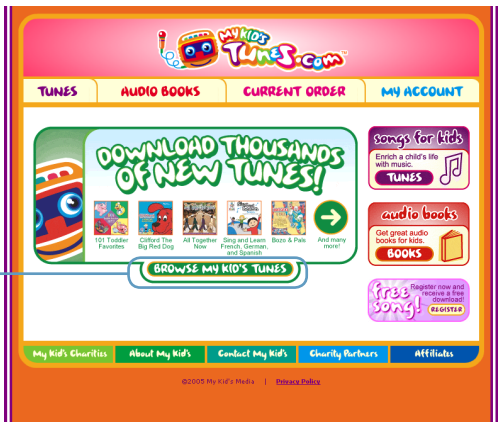 MY KID'S
TUNES.COM™
TUNES
AUDIO BOOKS
CURRENT ORDER
MY ACCOUNT
DOWNLOAD THOUSANDS
OF NEW TUNES!
101 Toddler
Favorites
Clifford The
Big Red Dog
All Together
Now
Sing and Learn
French, German,
and Spanish
Bozo & Pals
And many
more!
BROWSE MY KID'S TUNES
songs for kids
Enrich a child's life
with music.
TUNES
audio books
Get great audio
books for kids.
BOOKS
free
song!
Register now and
receive a free
download!
REGISTER
My Kid's Charities
About My Kid's
Contact My Kid's
Charity Partners
Affiliates
©2005 My Kid's Media | Privacy Policy